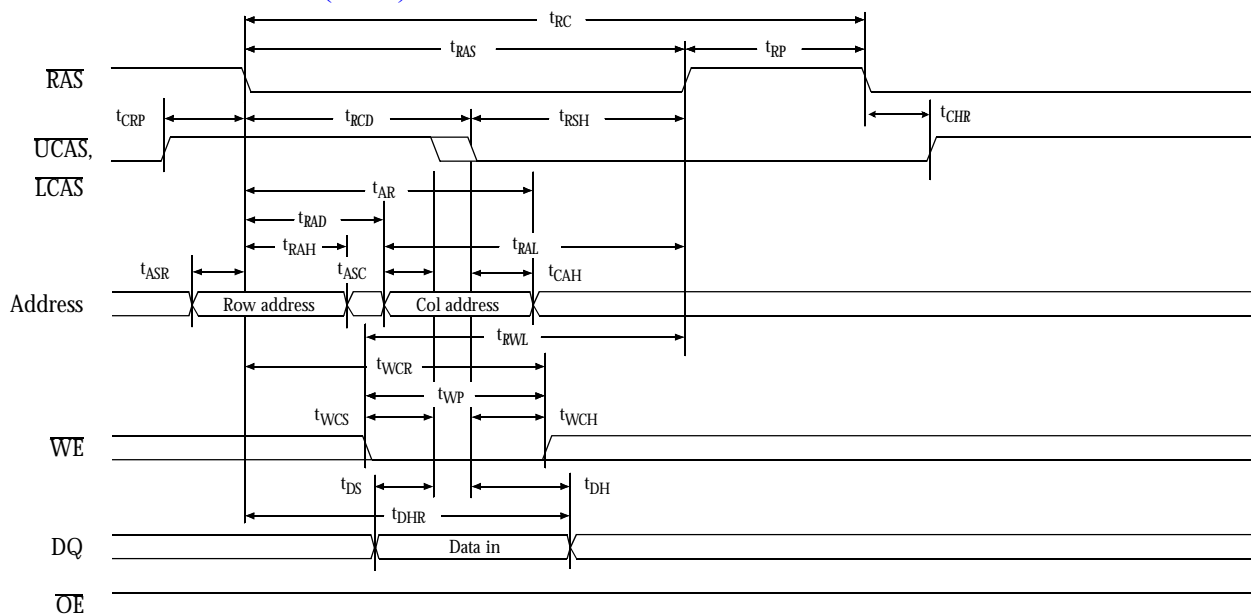 tRC
tRAS tRP
RAS
tCRP tRCD tRSH tCHR
UCAS,
LCAS
tAR
tRAD
tRAH tRAL
tASR tASC tCAH
Address Row address Col address
tRWL
tWCR
tWP
tWCS tWCH
WE
tDS tDH
tDHR
DQ Data in
OE